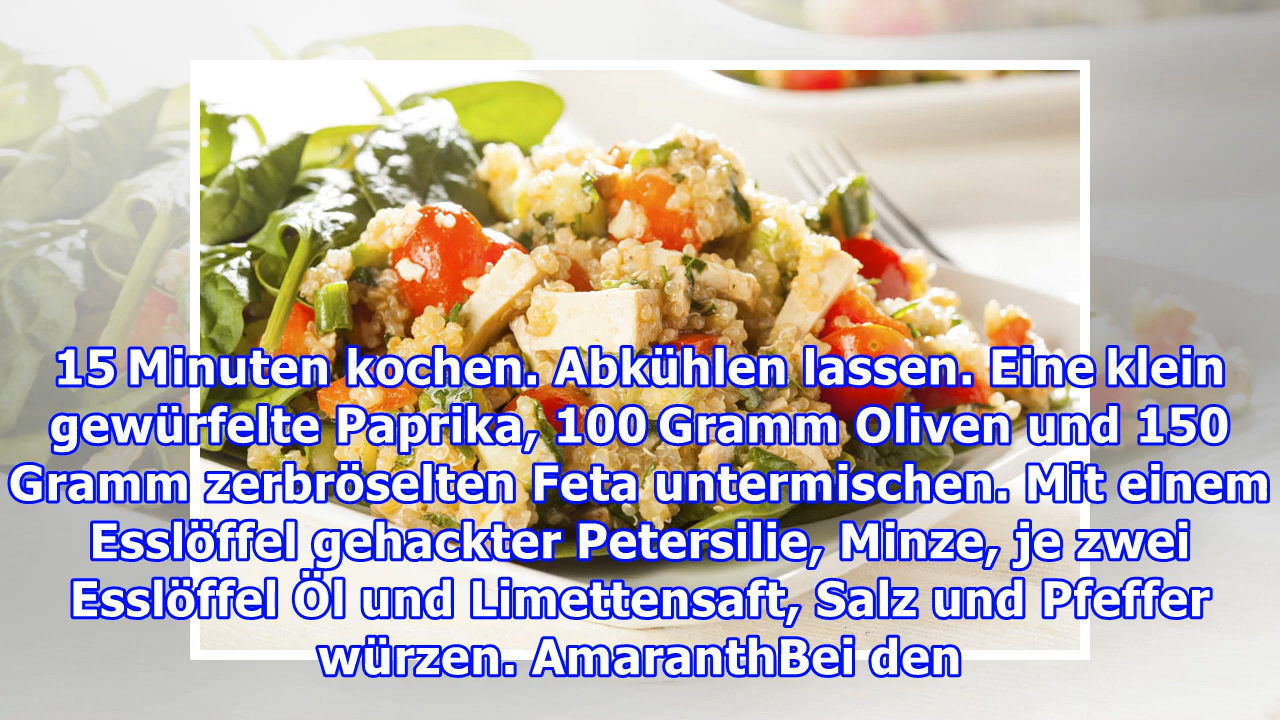 15 Minuten kochen. Abkühlen lassen. Eine klein
gewürfelte Paprika, 100 Gramm Oliven und 150
Gramm zerbröselten Feta untermischen. Mit einem
Esslöffel gehackter Petersilie, Minze, je zwei
Esslöffel Öl und Limettensaft, Salz und Pfeffer
würzen. AmaranthBei den